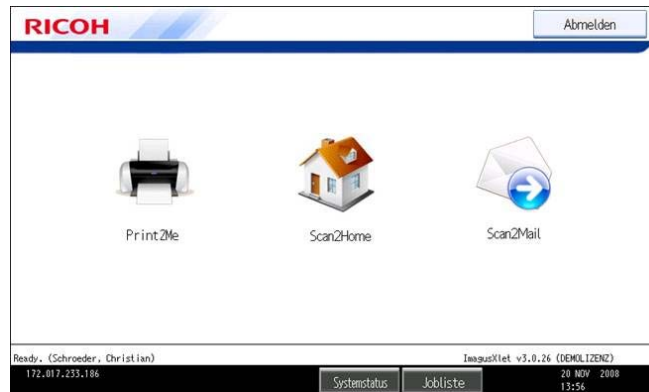 RICOH
Abmelden
Print2Me
Scan2Home
Scan2Mail
Ready. (Schroeder, Christian)
ImagusXlet v3.0.26 (DEMOLIZENZ)
172.017.233.186
Systemstatus
Jobliste
20 NOV 2008
13:56